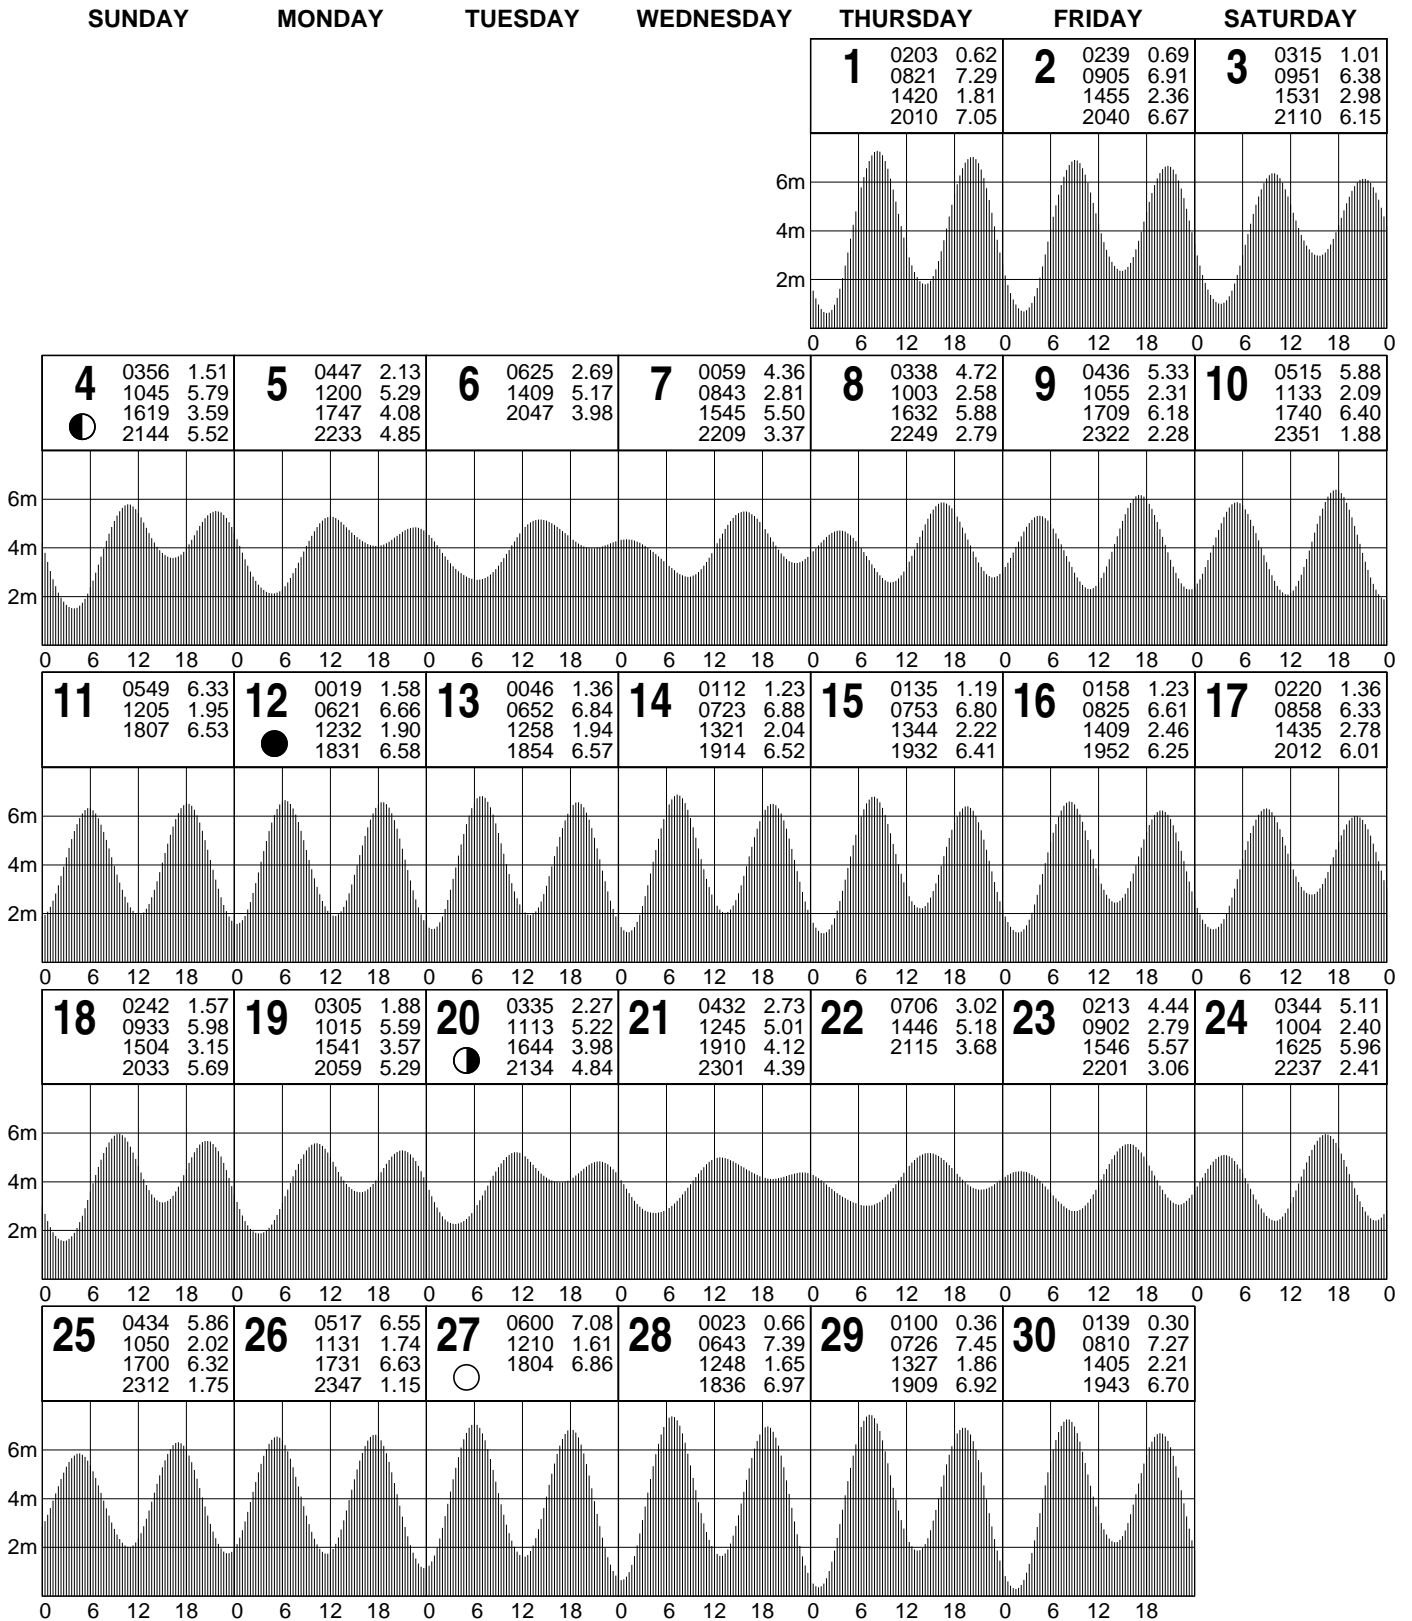 SUNDAY MONDAY TUESDAY WEDNESDAY THURSDAY FRIDAY SATURDAY
1 0203 0.62
0821 7.29
1420 1.81
2010 7.05
2 0239 0.69
0905 6.91
1455 2.36
2040 6.67
3 0315 1.01
0951 6.38
1531 2.98
2110 6.15
6m
4m
2m
0 6 12 18 0 6 12 18 0 6 12 18 0
4 0356 1.51
1045 5.79
1619 3.59
2144 5.52
5 0447 2.13
1200 5.29
1747 4.08
2233 4.85
6 0625 2.69
1409 5.17
2047 3.98
7 0059 4.36
0843 2.81
1545 5.50
2209 3.37
8 0338 4.72
1003 2.58
1632 5.88
2249 2.79
9 0436 5.33
1055 2.31
1709 6.18
2322 2.28
10 0515 5.88
1133 2.09
1740 6.40
2351 1.88
6m
4m
2m
0 6 12 18 0 6 12 18 0 6 12 18 0 6 12 18 0 6 12 18 0 6 12 18 0 6 12 18 0
11 0549 6.33
1205 1.95
1807 6.53
12 0019 1.58
0621 6.66
1232 1.90
1831 6.58
13 0046 1.36
0652 6.84
1258 1.94
1854 6.57
14 0112 1.23
0723 6.88
1321 2.04
1914 6.52
15 0135 1.19
0753 6.80
1344 2.22
1932 6.41
16 0158 1.23
0825 6.61
1409 2.46
1952 6.25
17 0220 1.36
0858 6.33
1435 2.78
2012 6.01
6m
4m
2m
0 6 12 18 0 6 12 18 0 6 12 18 0 6 12 18 0 6 12 18 0 6 12 18 0 6 12 18 0
18 0242 1.57
0933 5.98
1504 3.15
2033 5.69
19 0305 1.88
1015 5.59
1541 3.57
2059 5.29
20 0335 2.27
1113 5.22
1644 3.98
2134 4.84
21 0432 2.73
1245 5.01
1910 4.12
2301 4.39
22 0706 3.02
1446 5.18
2115 3.68
23 0213 4.44
0902 2.79
1546 5.57
2201 3.06
24 0344 5.11
1004 2.40
1625 5.96
2237 2.41
6m
4m
2m
0 6 12 18 0 6 12 18 0 6 12 18 0 6 12 18 0 6 12 18 0 6 12 18 0 6 12 18 0
25 0434 5.86
1050 2.02
1700 6.32
2312 1.75
26 0517 6.55
1131 1.74
1731 6.63
2347 1.15
27 0600 7.08
1210 1.61
1804 6.86
28 0023 0.66
0643 7.39
1248 1.65
1836 6.97
29 0100 0.36
0726 7.45
1327 1.86
1909 6.92
30 0139 0.30
0810 7.27
1405 2.21
1943 6.70
6m
4m
2m
0 6 12 18 0 6 12 18 0 6 12 18 0 6 12 18 0 6 12 18 0 6 12 18 0